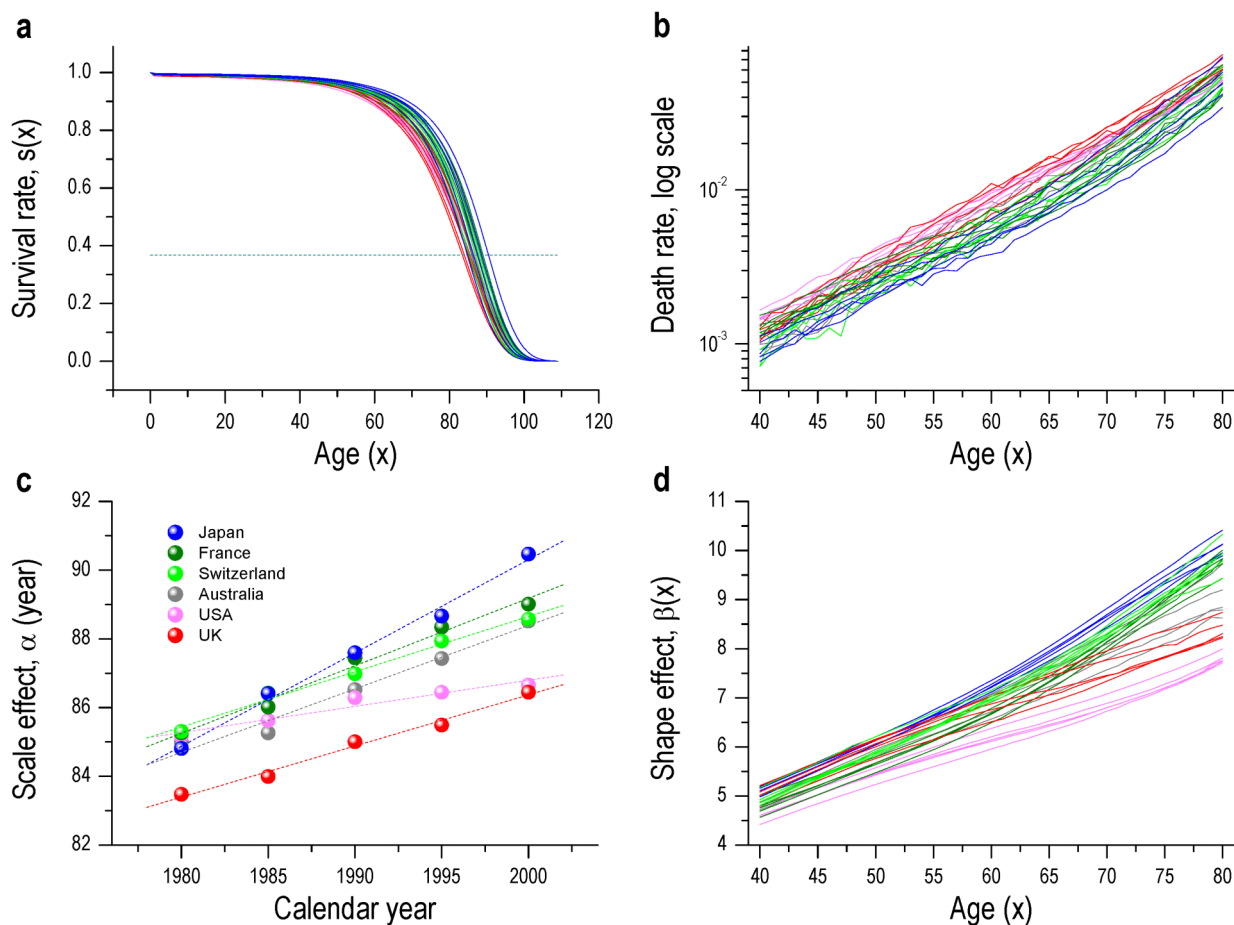 a
Survival rate, s(x)
1.0
0.8
0.6
0.4
0.2
0.0
0 20 40 60 80 100 120
Age (x)
b
Death rate, log scale
10⁻²
10⁻³
40 45 50 55 60 65 70 75 80
Age (x)
c
Scale effect, α (year)
92
90
88
86
84
82
Japan
France
Switzerland
Australia
USA
UK
1980 1985 1990 1995 2000
Calendar year
d
Shape effect, β(x)
11
10
9
8
7
6
5
4
40 45 50 55 60 65 70 75 80
Age (x)